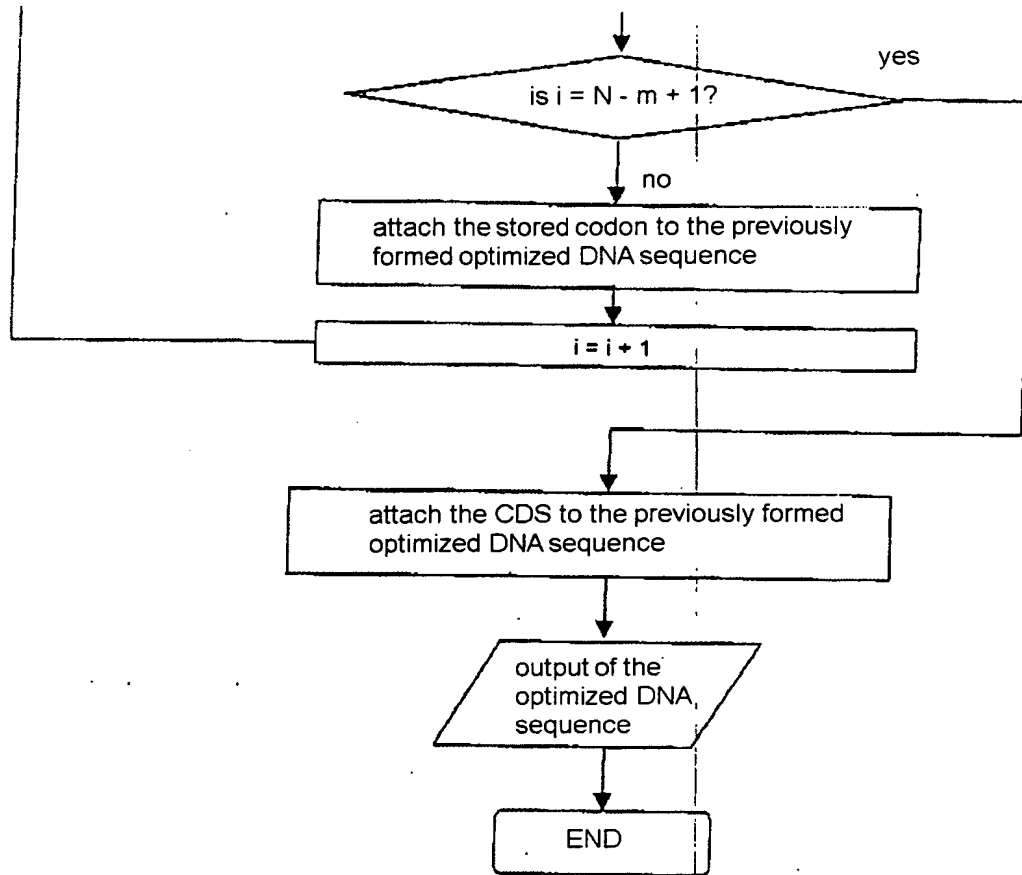 yes
is i = N - m + 1?
no
attach the stored codon to the previously
formed optimized DNA sequence
i = i + 1
attach the CDS to the previously formed
optimized DNA sequence
output of the
optimized DNA
sequence
END